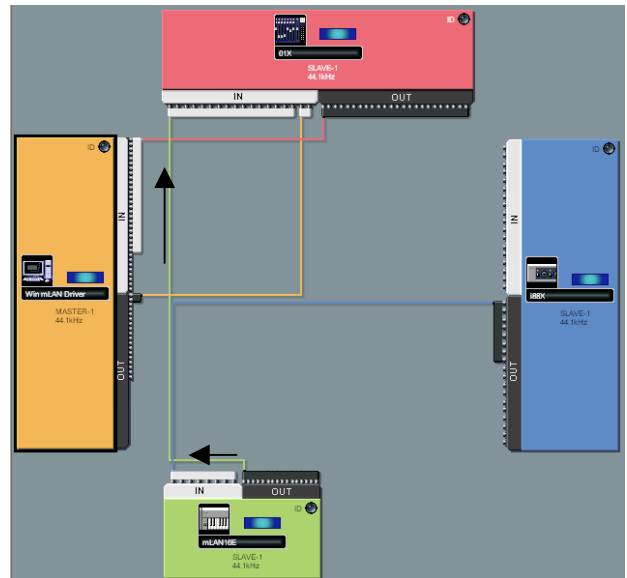 ID
01X
SLAVE-1
44.1kHz
IN
OUT
ID
IN
Win mLAN Driver
MASTER-1
44.1kHz
OUT
ID
IN
i88X
SLAVE-1
44.1kHz
OUT
IN
OUT
ID
mLAN16E
SLAVE-1
44.1kHz